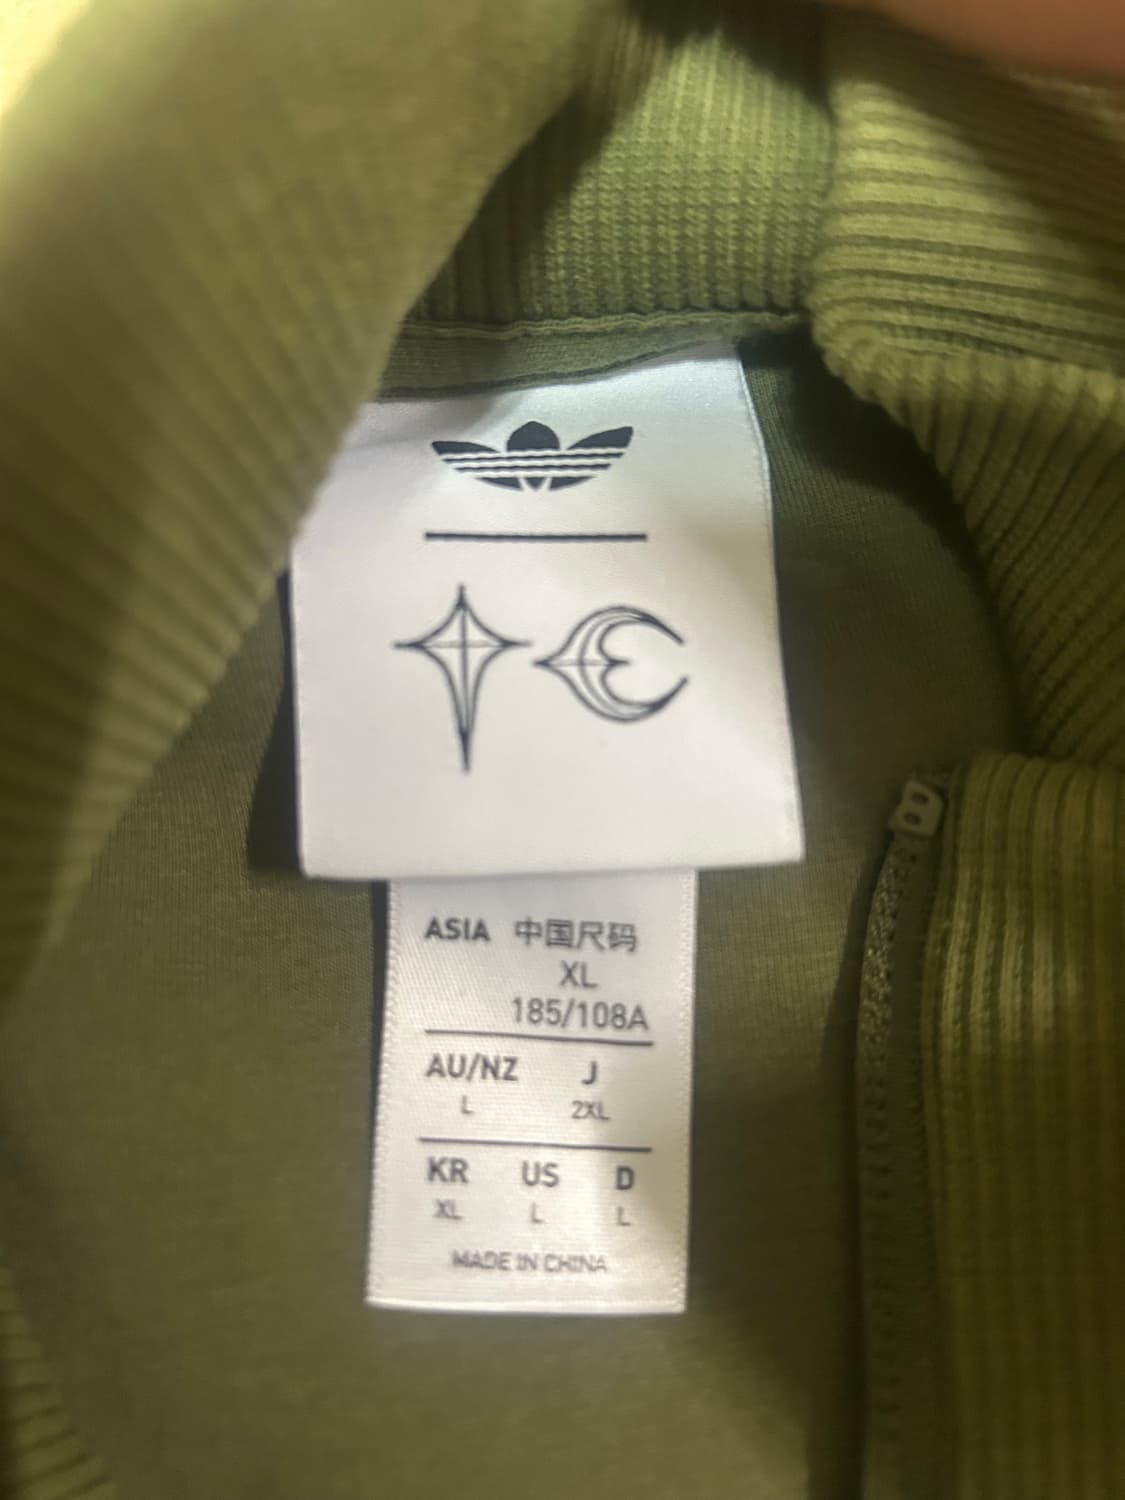 ASIA 中国尺码
XL
185/108A
AU/NZ J
L 2XL
KR US D
XL L L
MADE IN CHINA